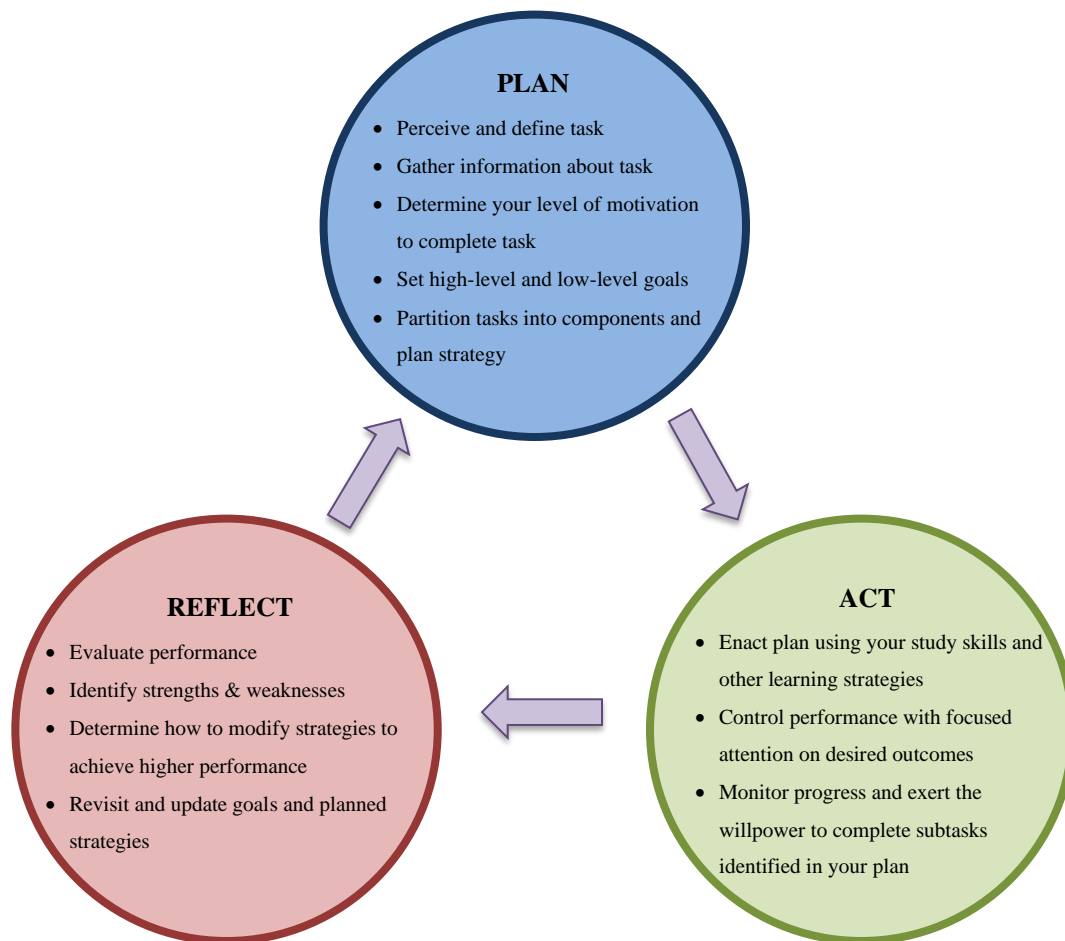 PLAN
• Perceive and define task
• Gather information about task
• Determine your level of motivation
to complete task
• Set high-level and low-level goals
• Partition tasks into components and
plan strategy
REFLECT
• Evaluate performance
• Identify strengths & weaknesses
• Determine how to modify strategies to
achieve higher performance
• Revisit and update goals and planned
strategies
ACT
• Enact plan using your study skills and
other learning strategies
• Control performance with focused
attention on desired outcomes
• Monitor progress and exert the
willpower to complete subtasks
identified in your plan